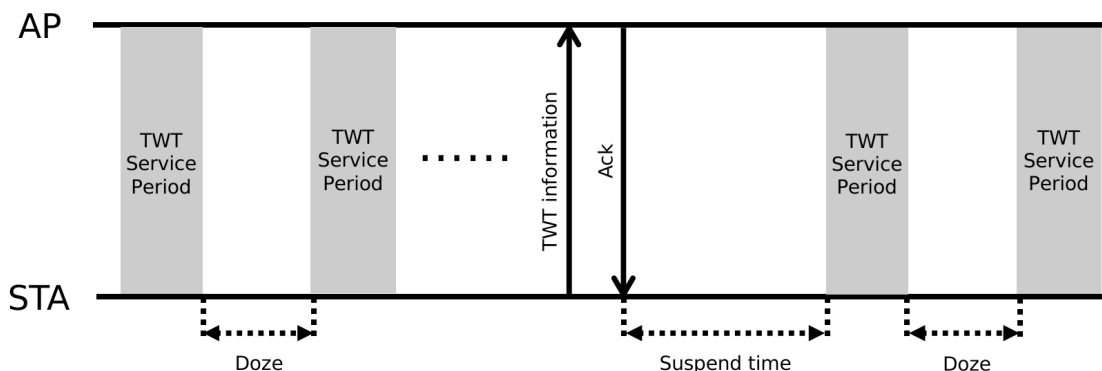 AP
TWT
Service
Period
TWT
Service
Period
TWT information
Ack
TWT
Service
Period
TWT
Service
Period
STA
Doze
Suspend time
Doze